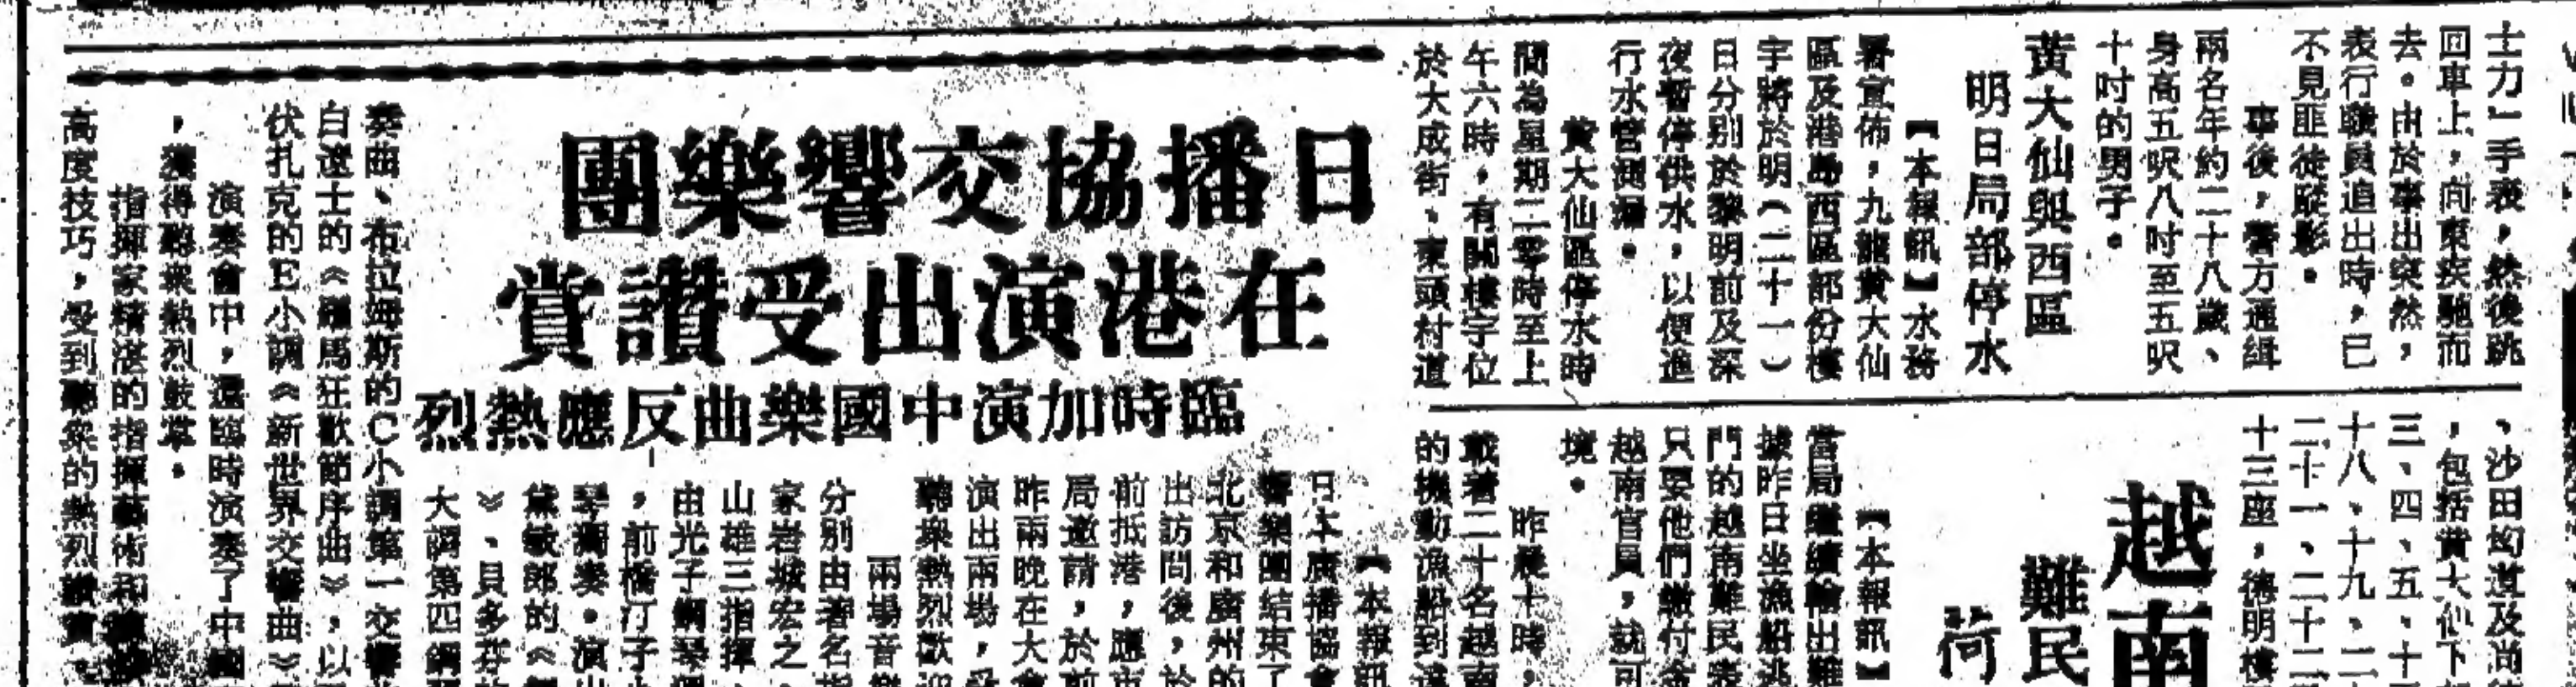 士力」手表，然後跳
回車上，向東疾馳而
去。由於事出突然，
表行職員追出時，已
不見匪徒蹤影。
事後，警方通緝
兩名年約二十八歲、
身高五呎八吋至五呎
十吋的男子。
黃大仙與西區
明日局部停水
【本報訊】水務
署宣佈，九龍黃大仙
區及港島西區部份樓
宇將於明（二十一）
日分別於黎明前及深
夜暫停供水，以便進
行水管測漏。
黃大仙區停水時
間為星期二零時至上
午六時，有關樓宇位
於大成街、東頭村道
、沙田坳道及尚
，包括黃大仙下
三、四、五、十
十八、十九、二
二十一、二十二
十三座，德明樓
越南
難民
荷
【本報訊】
當局繼續輸出難
據昨日坐漁船逃
門的越南難民表
只要他們繳付金
越南官員，就可
境。
昨晨十時，
載著二十名越南
的機動漁船到達
日播協交響樂團
在港演出受讚賞
臨時加演中國樂曲反應熱烈
【本報訊
日本廣播協會
響樂團結束了
北京和廣州的
出訪問後，於
前抵港，應市
局邀請，於前
昨兩晚在大會
演出兩場，受
聽衆熱烈歡迎
兩場音樂
分別由著名指
家岩城宏之、
山雄三指揮，
由光子鋼琴獨
，前橋汀子小
琴獨奏。演出
黛敏郎的《
》、貝多芬的
大調第四鋼琴
奏曲、布拉姆斯的C小調第一交響
白遼士的《羅馬狂歡節序曲》，以
伏扎克的E小調《新世界交響曲》
演奏會中，還臨時演奏了中國
，獲得聽衆熱烈鼓掌。
指揮家精湛的指揮藝術和
高度技巧，受到聽衆的熱烈讚賞。